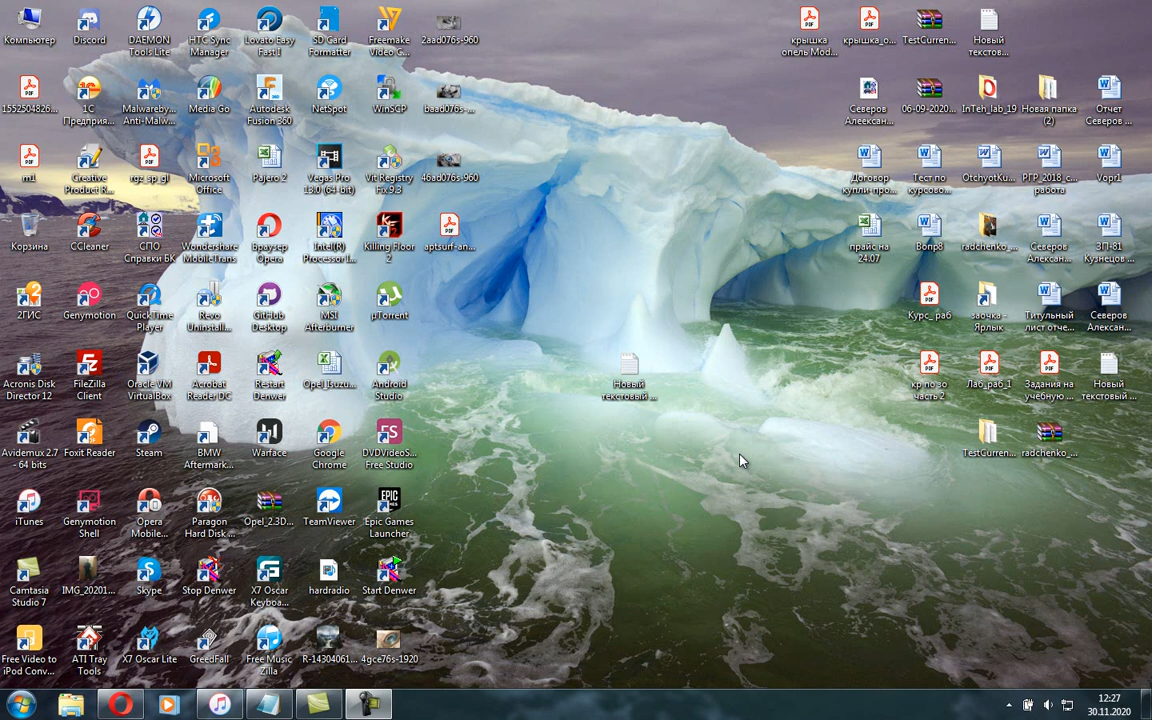 Компьютер
Discord
DAEMON
Tools Lite
HTC Sync
Manager
Lovato Easy
Fast I
SD Card
Formatter
Freemake
Video C...
2aad076s-960
крышка
опель Mod...
крышка_о...
TestCurren...
Новый
текстов...
1552504826...
1С
Предприя...
Malwareby...
Anti-Malw...
Media Go
Autodesk
Fusion 360
NetSpot
WinSCP
baad076s-...
Северов
Алеексан...
06-09-2020...
InTeh_lab_19
Новая папка
(2)
Отчет
Северов ...
m1
Creative
Product R...
rgz_sp_gl
Microsoft
Office
Pajero 2
Vegas Pro
13.0 (64-bit)
Vit Registry
Fix 9.3
46ad076s-960
Договор
купли-про...
Тест по
курсово...
OtchyotKu...
РГР_2018_с...
работа
Vopr1
Корзина
CCleaner
СПО
Справки БК
Wondershare
MobileTrans
Браузер
Opera
Intel(R)
Processor I...
Killing Floor
2
aptsurf-an...
прайс на
24.07
Вопр8
radchenko_...
Северов
Алексан...
ЗП-81
Кузнецов ...
2ГИС
Genymotion
QuickTime
Player
Revo
Uninstall...
GitHub
Desktop
MSI
Afterburner
µTorrent
Курс_ раб
заочка -
Ярлык
Титульный
лист отче...
Северов
Алексан...
Acronis Disk
Director 12
FileZilla
Client
Oracle VM
VirtualBox
Acrobat
Reader DC
Restart
Denwer
Opel_Isuzu...
Android
Studio
Новый
текстовый ...
кр по зо
часть 2
Лаб_раб_1
Задания на
учебную ...
Новый
текстовый ...
Avidemux 2.7
- 64 bits
Foxit Reader
Steam
BMW
Aftermark...
Warface
Google
Chrome
DVDVideoS...
Free Studio
TestCurren...
radchenko_...
iTunes
Genymotion
Shell
Opera
Mobile...
Paragon
Hard Disk ...
Opel_2.3D...
TeamViewer
Epic Games
Launcher
Camtasia
Studio 7
IMG_20201...
Skype
Stop Denwer
X7 Oscar
Keyboa...
hardradio
Start Denwer
Free Video to
iPod Conv...
ATI Tray
Tools
X7 Oscar Lite
GreedFall
Free Music
Zilla
R-14304061...
4gce76s-1920
12:27
30.11.2020